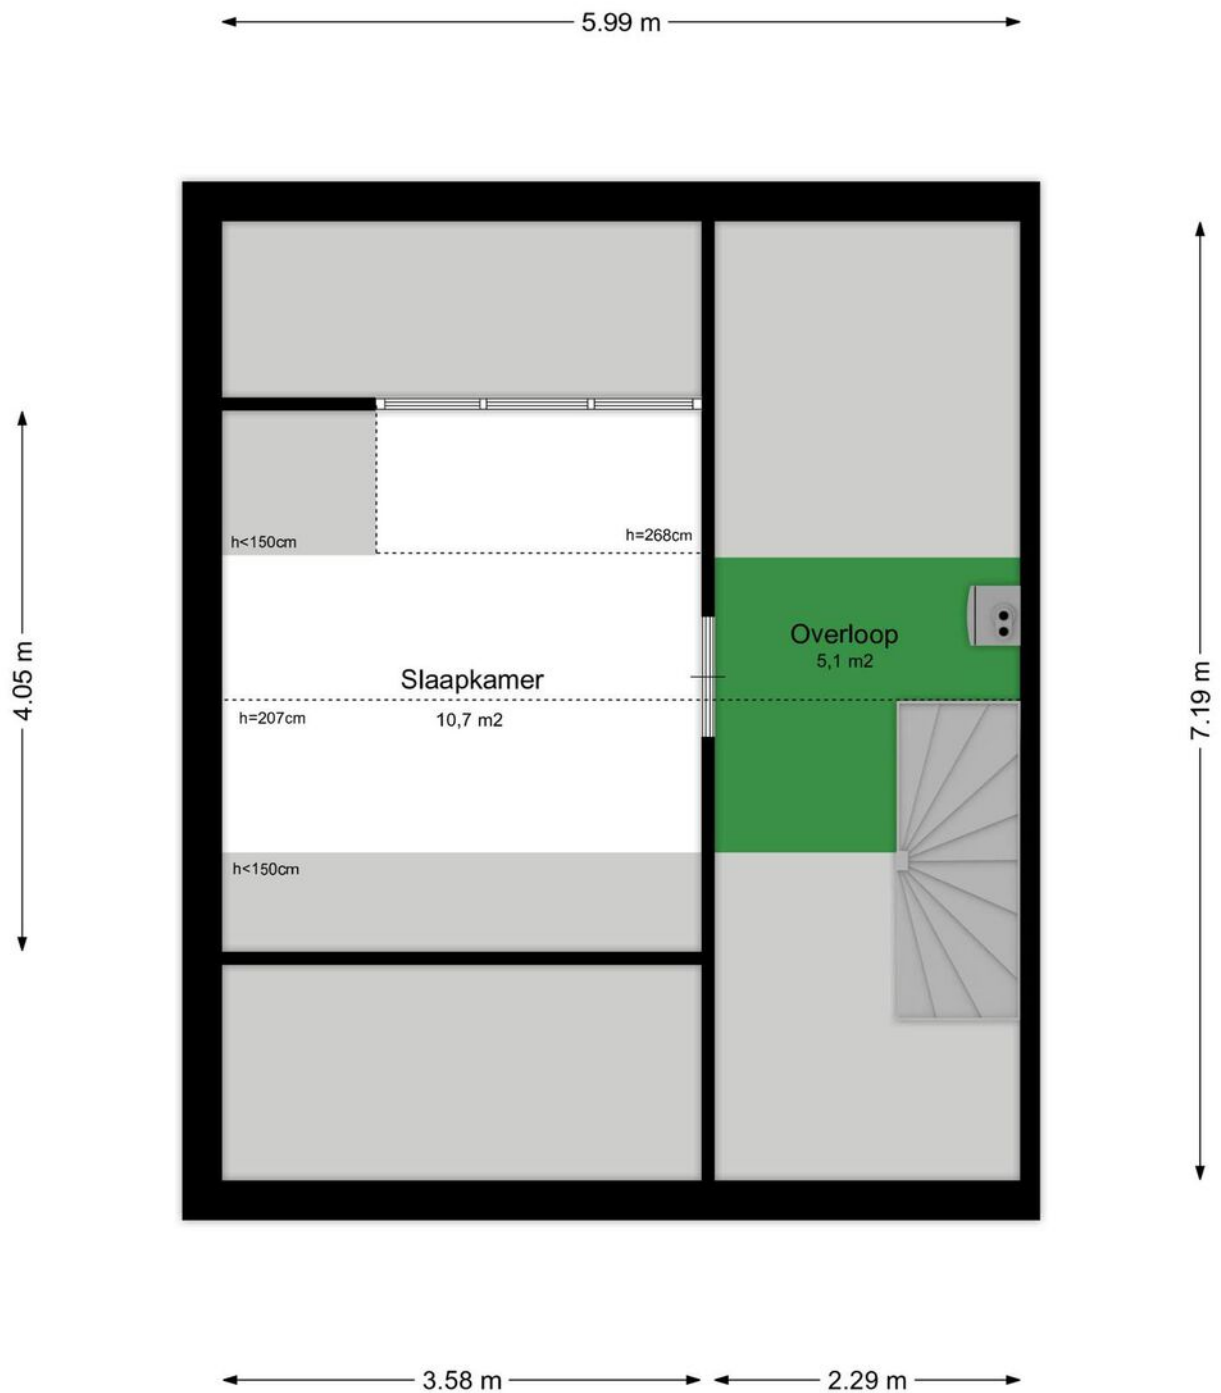 5.99 m
h<150cm
h=268cm
Overloop
5,1 m2
4.05 m
7.19 m
Slaapkamer
h=207cm
10,7 m2
h<150cm
3.58 m
2.29 m